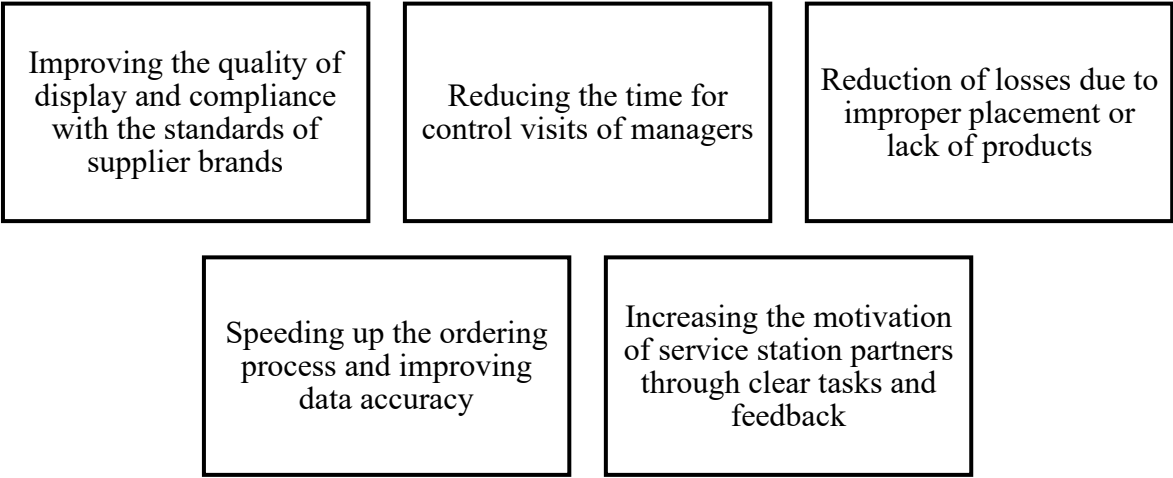 Improving the quality of
display and compliance
with the standards of
supplier brands
Reducing the time for
control visits of managers
Reduction of losses due to
improper placement or
lack of products
Speeding up the ordering
process and improving
data accuracy
Increasing the motivation
of service station partners
through clear tasks and
feedback